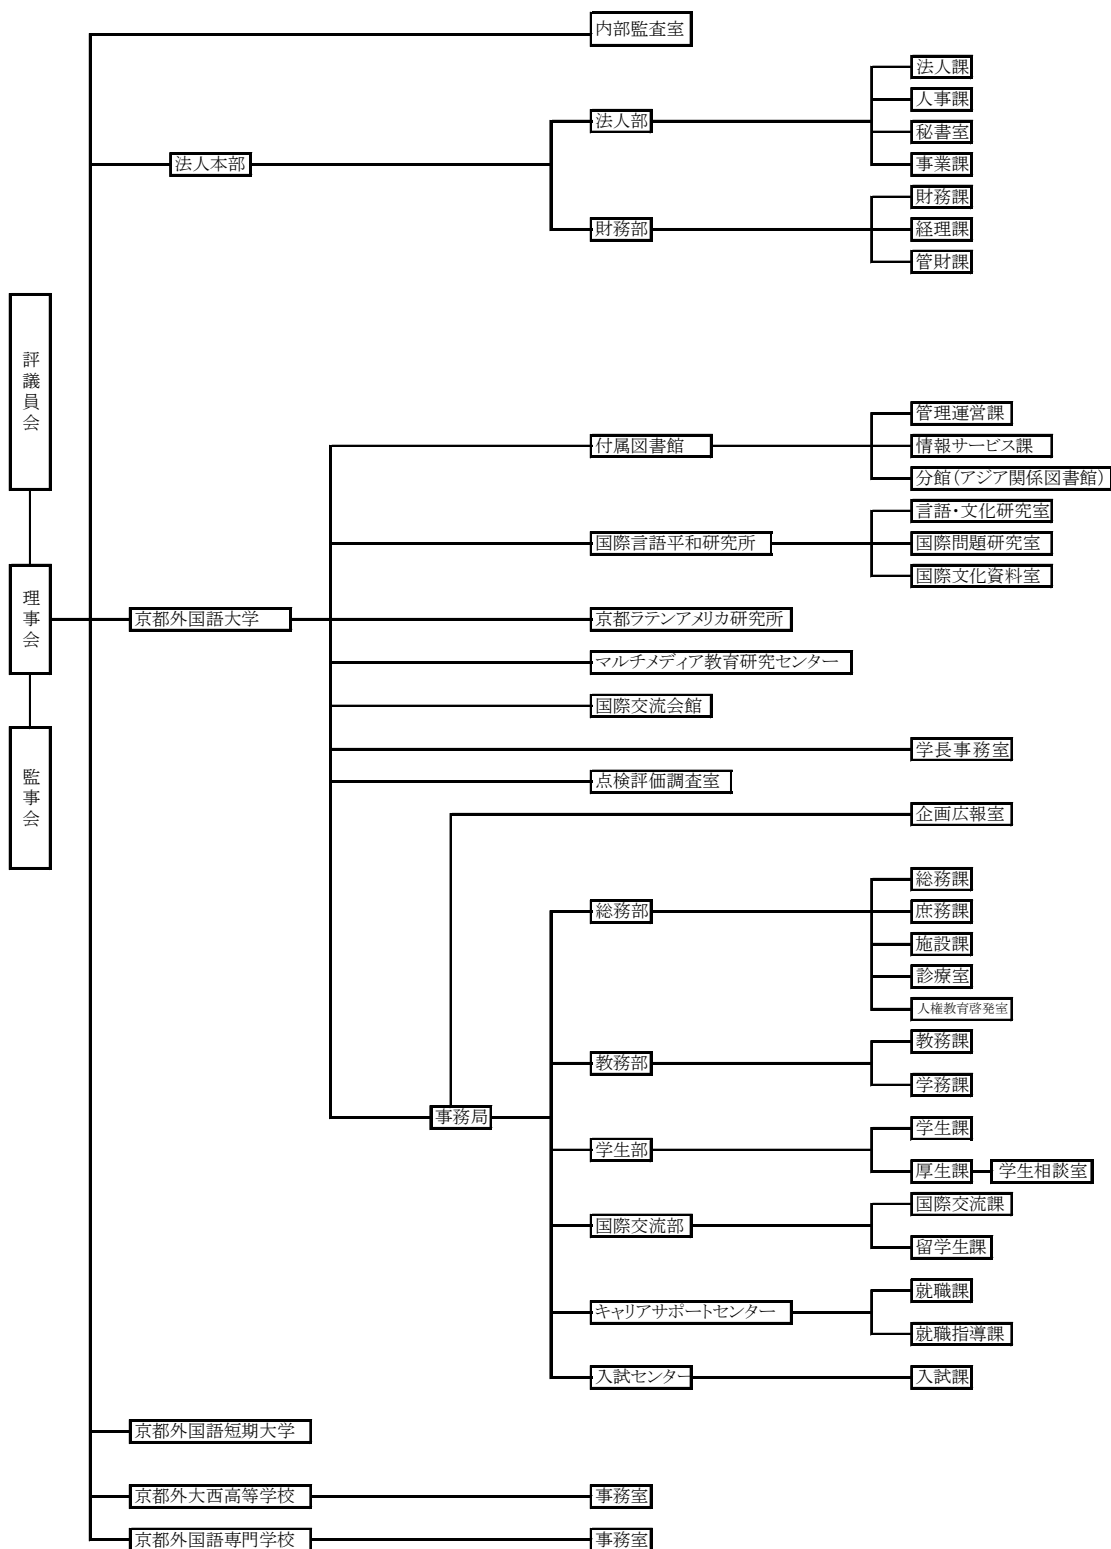 内部監査室
法人課
人事課
法人部
秘書室
法人本部
事業課
財務課
財務部
経理課
管財課
評議員会
管理運営課
付属図書館
情報サービス課
分館(アジア関係図書館)
言語・文化研究室
国際言語平和研究所
国際問題研究室
国際文化資料室
理事会
京都外国語大学
京都ラテンアメリカ研究所
マルチメディア教育研究センター
国際交流会館
学長事務室
監事会
点検評価調査室
企画広報室
総務課
総務部
庶務課
施設課
診療室
人権教育啓発室
教務課
教務部
学務課
事務局
学生課
学生部
厚生課
学生相談室
国際交流課
国際交流部
留学生課
就職課
キャリアサポートセンター
就職指導課
入試センター
入試課
京都外国語短期大学
京都外大西高等学校
事務室
京都外国語専門学校
事務室